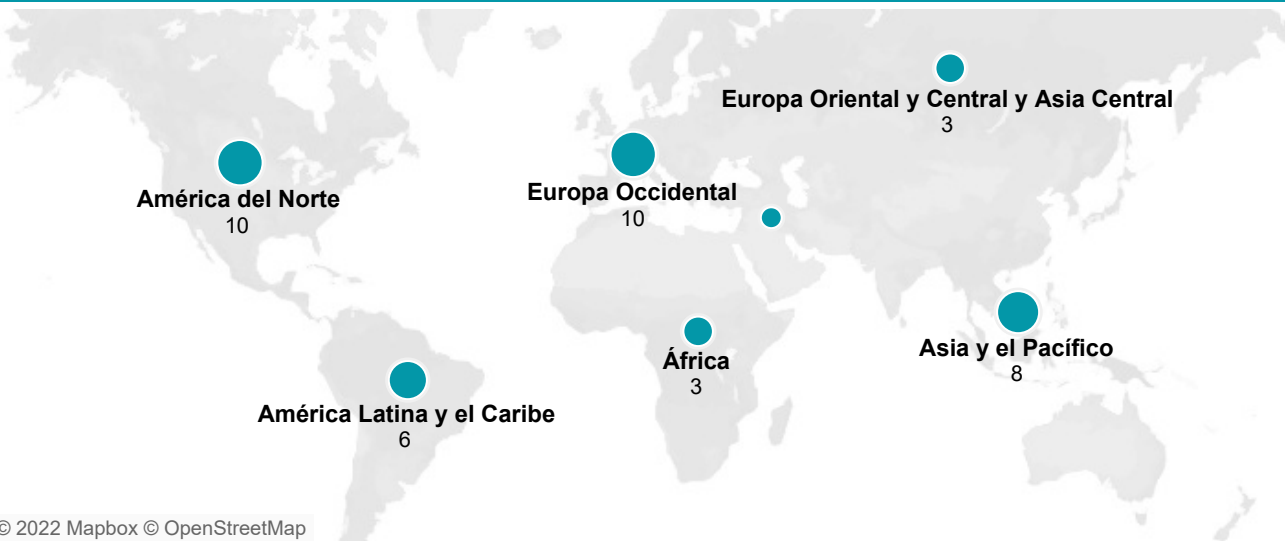 Europa Oriental y Central y Asia Central
3
América del Norte
10
Europa Occidental
10
Asia y el Pacífico
8
África
3
América Latina y el Caribe
6
© 2022 Mapbox © OpenStreetMap